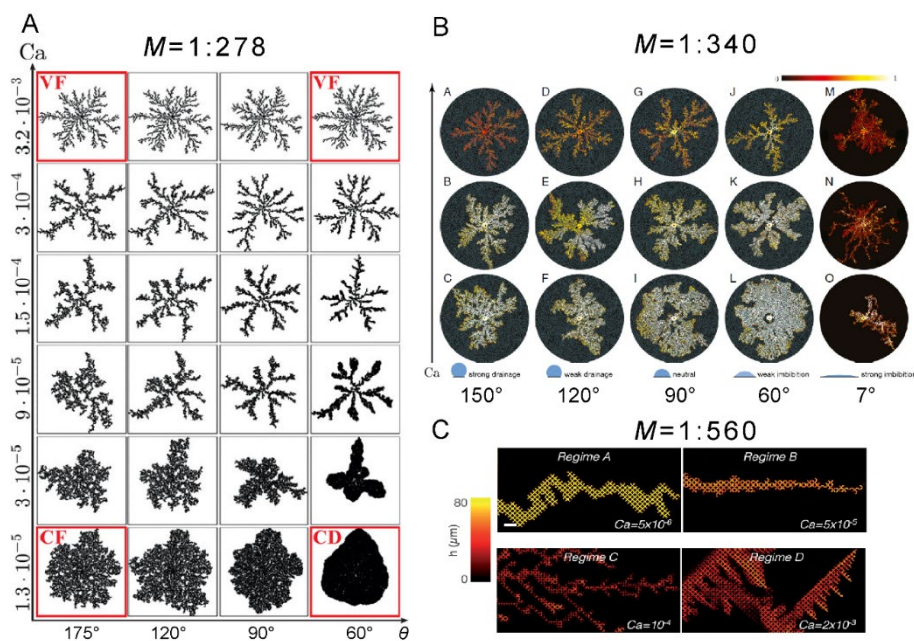 A
M=1:278
Ca
VF
VF
3.2 · 10⁻³
3 · 10⁻⁴
1.5 · 10⁻⁴
9 · 10⁻⁵
3 · 10⁻⁵
1.3 · 10⁻⁵
CF
CD
175° 120° 90° 60° θ
B
M=1:340
0 1
A D G J M
B E H K N
C F I L O
Ca
strong drainage weak drainage neutral weak imbibition strong imbibition
150° 120° 90° 60° 7°
C
M=1:560
80
h (µm)
0
Regime A
Ca=5x10⁻⁶
Regime B
Ca=5x10⁻⁵
Regime C
Ca=10⁻⁴
Regime D
Ca=2x10⁻³